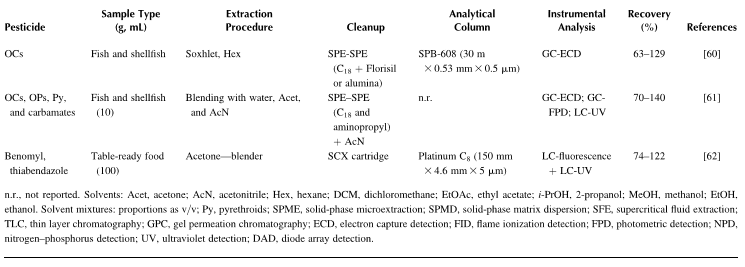 Pesticide Sample Type (g, mL) Extraction Procedure Cleanup Analytical Column Instrumental Analysis Recovery (%) References
OCs Fish and shellfish Soxhlet, Hex SPE-SPE SPB-608 (30 m GC-ECD 63–129 [60]
(C18 + Florisil × 0.53 mm × 0.5 μm)
or alumina)
OCs, OPs, Py, Fish and shellfish Blending with water, Acet, SPE–SPE n.r. GC-ECD; GC- 70–140 [61]
and carbamates (10) and AcN (C18 and FPD; LC-UV
aminopropyl)
+ AcN
Benomyl, Table-ready food Acetone—blender SCX cartridge Platinum C8 (150 mm LC-fluorescence 74–122 [62]
thiabendazole (100) × 4.6 mm × 5 μm) + LC-UV
n.r., not reported. Solvents: Acet, acetone; AcN, acetonitrile; Hex, hexane; DCM, dichloromethane; EtOAc, ethyl acetate; i-PrOH, 2-propanol; MeOH, methanol; EtOH,
ethanol. Solvent mixtures: proportions as v/v; Py, pyrethroids; SPME, solid-phase microextraction; SPMD, solid-phase matrix dispersion; SFE, supercritical fluid extraction;
TLC, thin layer chromatography; GPC, gel permeation chromatography; ECD, electron capture detection; FID, flame ionization detection; FPD, photometric detection; NPD,
nitrogen–phosphorus detection; UV, ultraviolet detection; DAD, diode array detection.